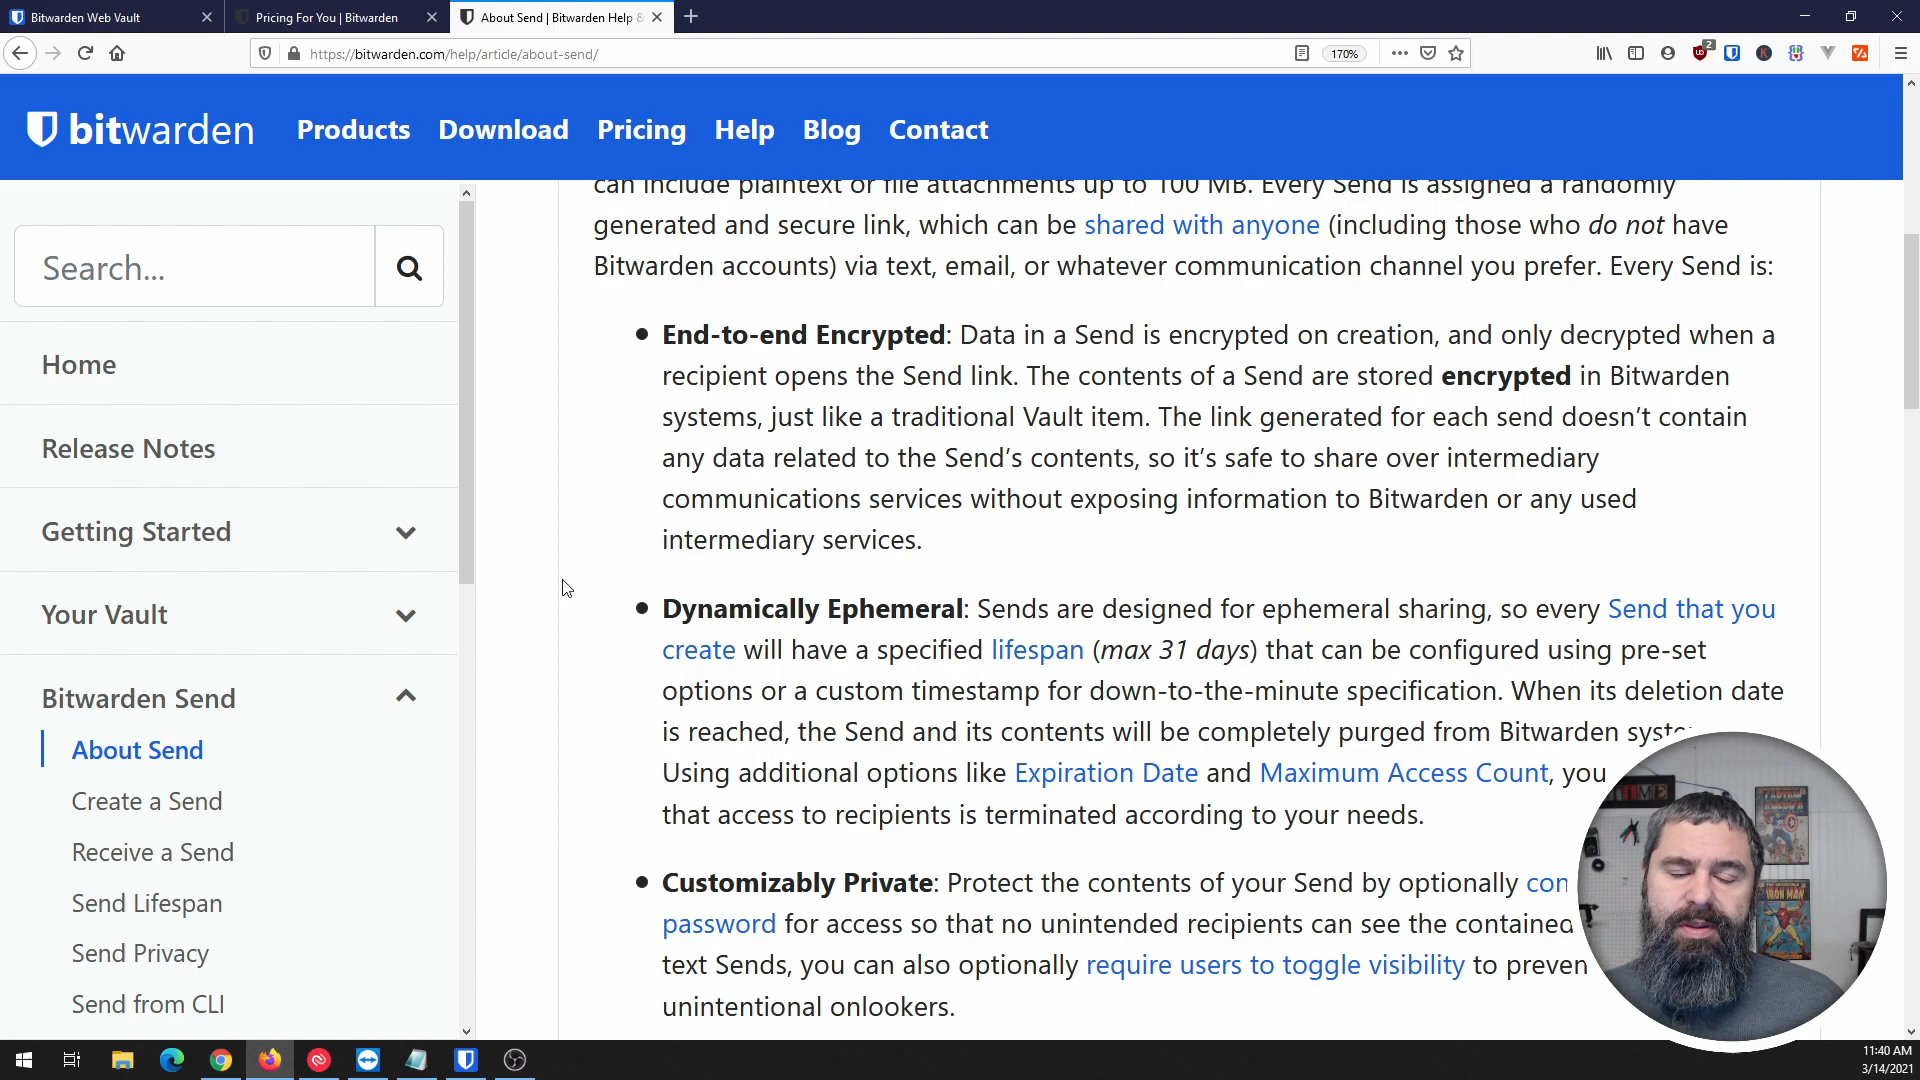 Bitwarden Web Vault
Pricing For You | Bitwarden
About Send | Bitwarden Help &
https://bitwarden.com/help/article/about-send/
170%
2
bitwarden
Products
Download
Pricing
Help
Blog
Contact
Search...
Home
Release Notes
Getting Started
Your Vault
Bitwarden Send
About Send
Create a Send
Receive a Send
Send Lifespan
Send Privacy
Send from CLI
can include plaintext or file attachments up to 100 MB. Every Send is assigned a randomly
generated and secure link, which can be shared with anyone (including those who do not have
Bitwarden accounts) via text, email, or whatever communication channel you prefer. Every Send is:
End-to-end Encrypted: Data in a Send is encrypted on creation, and only decrypted when a
recipient opens the Send link. The contents of a Send are stored encrypted in Bitwarden
systems, just like a traditional Vault item. The link generated for each send doesn’t contain
any data related to the Send’s contents, so it’s safe to share over intermediary
communications services without exposing information to Bitwarden or any used
intermediary services.
Dynamically Ephemeral: Sends are designed for ephemeral sharing, so every Send that you
create will have a specified lifespan (max 31 days) that can be configured using pre-set
options or a custom timestamp for down-to-the-minute specification. When its deletion date
is reached, the Send and its contents will be completely purged from Bitwarden
Using additional options like Expiration Date and Maximum Access Count, you
that access to recipients is terminated according to your needs.
Customizably Private: Protect the contents of your Send by optionally con
password for access so that no unintended recipients can see the contained
text Sends, you can also optionally require users to toggle visibility to preven
unintentional onlookers.
CAPTAIN AMERICA
IRON MAN
11:40 AM
3/14/2021